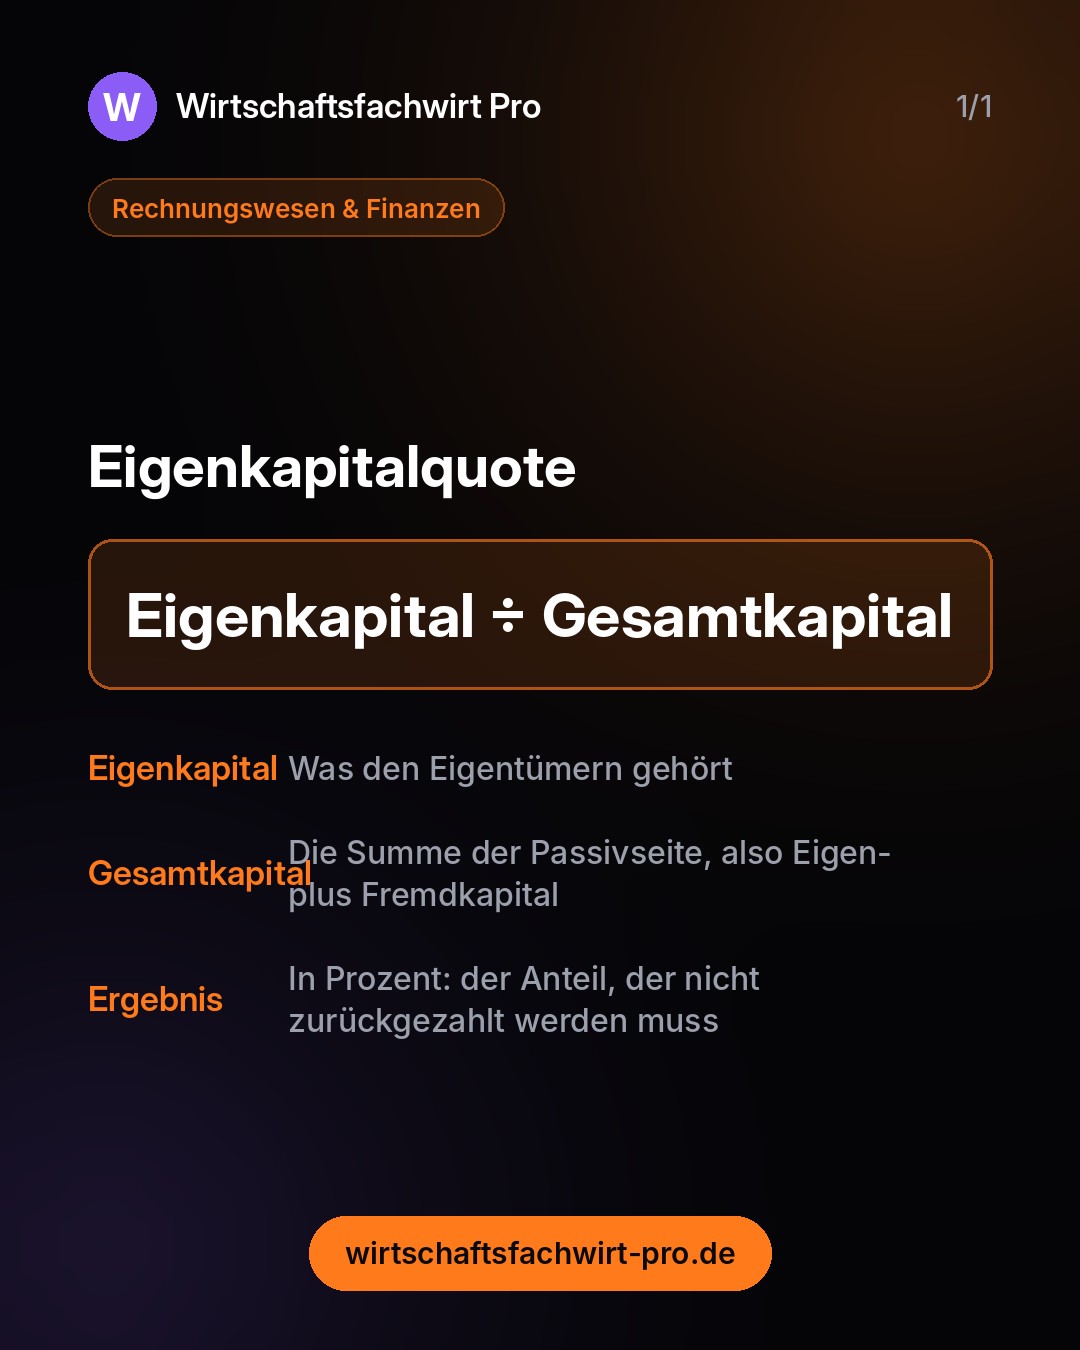 W Wirtschaftsfachwirt Pro 1/1
Rechnungswesen & Finanzen
Eigenkapitalquote
Eigenkapital ÷ Gesamtkapital
Eigenkapital Was den Eigentümern gehört
Gesamtkapital Die Summe der Passivseite, also Eigen-
plus Fremdkapital
Ergebnis In Prozent: der Anteil, der nicht
zurückgezahlt werden muss
wirtschaftsfachwirt-pro.de